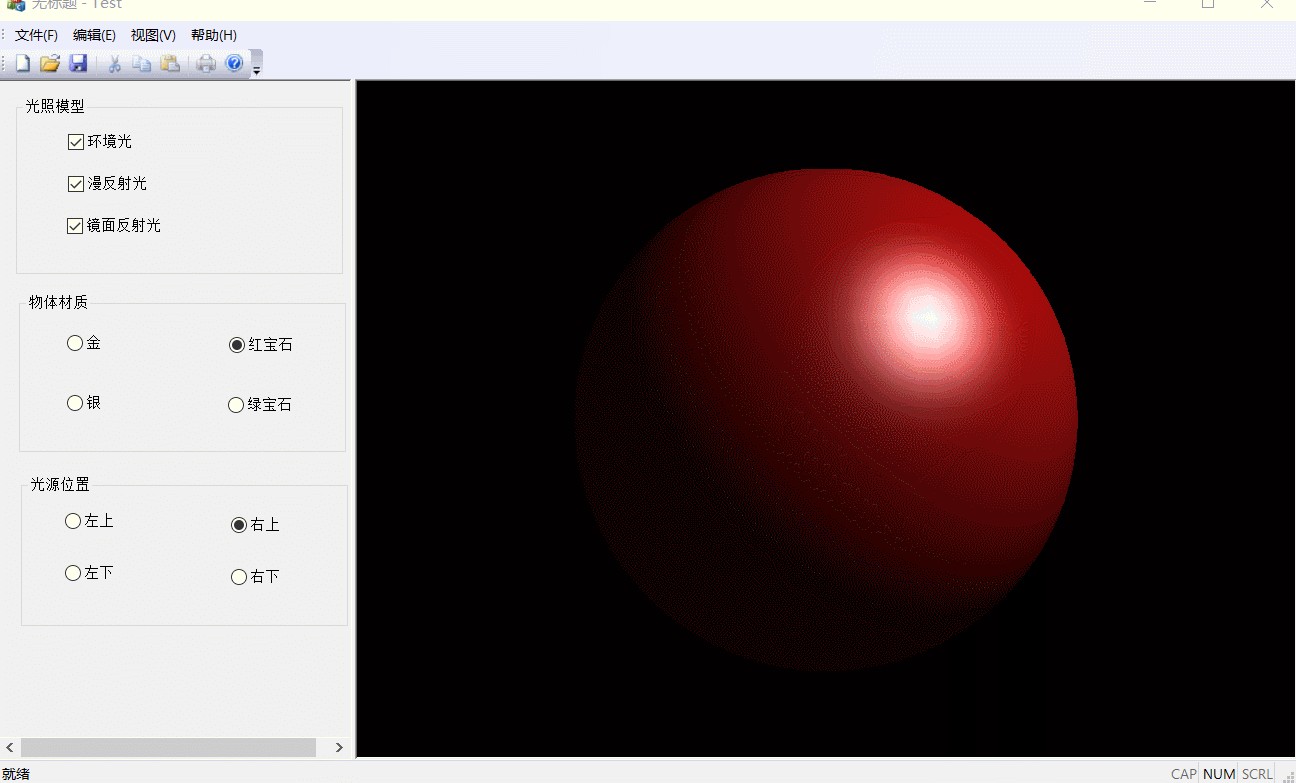 无标题 - Test
文件(F) 编辑(E) 视图(V) 帮助(H)
光照模型
环境光
漫反射光
镜面反射光
物体材质
金 红宝石
银 绿宝石
光源位置
左上 右上
左下 右下
就绪 CAP NUM SCRL